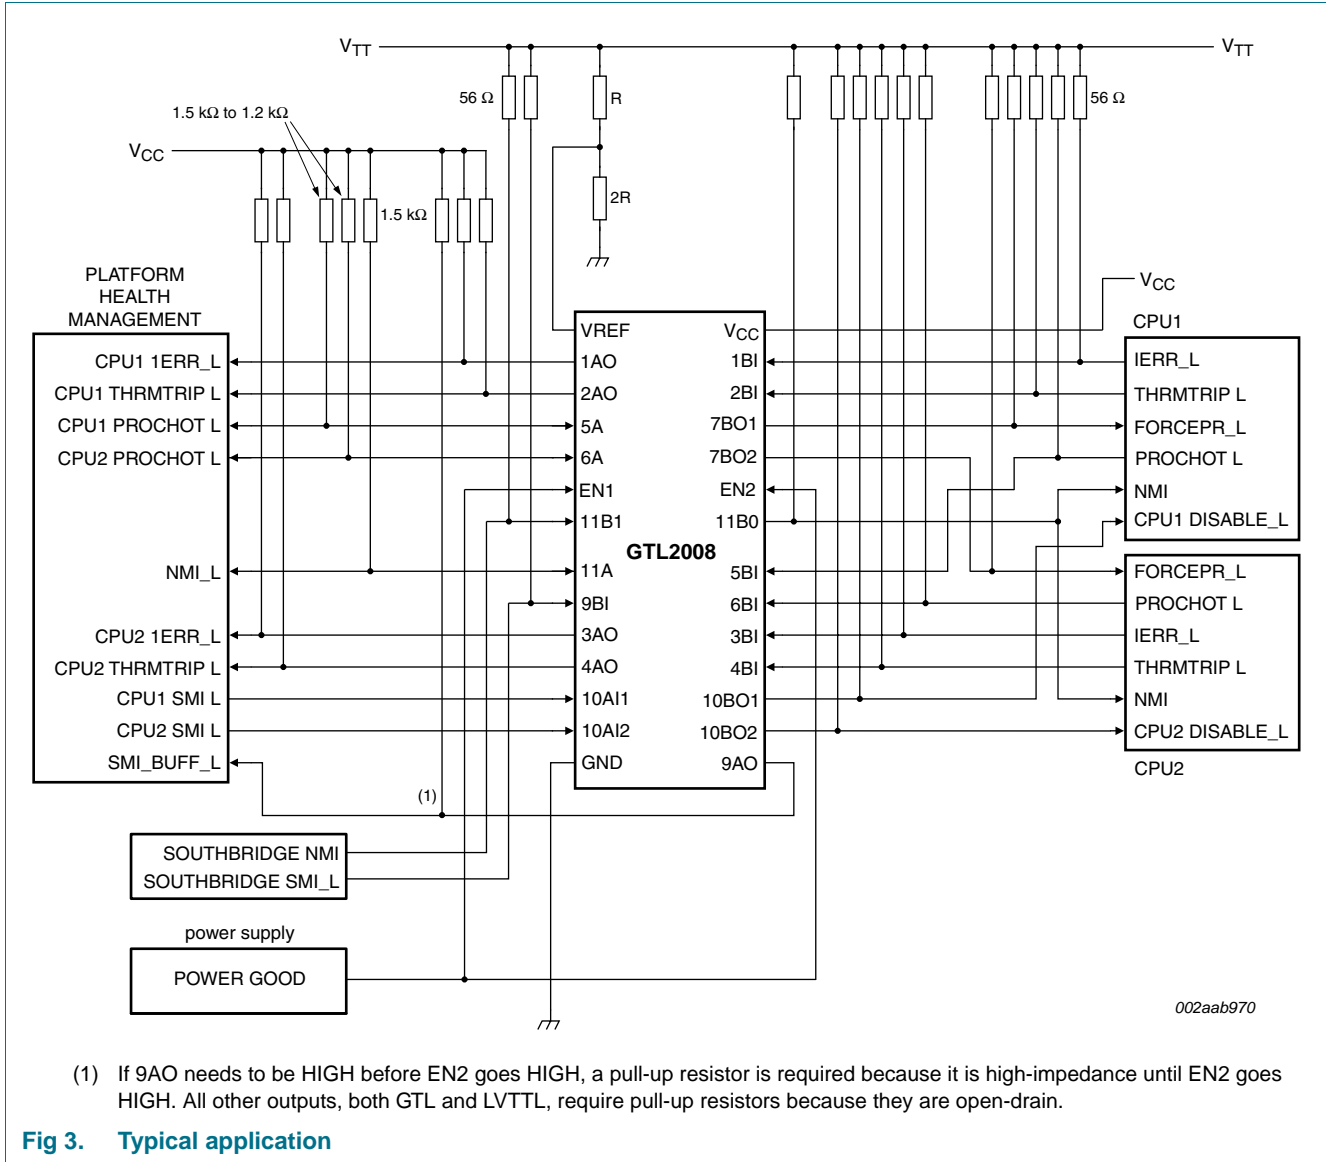 VTT
VTT
56 Ω
R
56 Ω
1.5 kΩ to 1.2 kΩ
VCC
2R
1.5 kΩ
PLATFORM
HEALTH
MANAGEMENT
CPU1 1ERR_L
CPU1 THRMTRIP L
CPU1 PROCHOT L
CPU2 PROCHOT L
NMI_L
CPU2 1ERR_L
CPU2 THRMTRIP L
CPU1 SMI L
CPU2 SMI L
SMI_BUFF_L
VREF
1AO
2AO
5A
6A
EN1
11B1
11A
9BI
3AO
4AO
10AI1
10AI2
GND
GTL2008
VCC
1BI
2BI
7BO1
7BO2
EN2
11B0
5BI
6BI
3BI
4BI
10BO1
10BO2
9AO
VCC
CPU1
IERR_L
THRMTRIP L
FORCEPR_L
PROCHOT L
NMI
CPU1 DISABLE_L
FORCEPR_L
PROCHOT L
IERR_L
THRMTRIP L
NMI
CPU2 DISABLE_L
CPU2
(1)
SOUTHBRIDGE NMI
SOUTHBRIDGE SMI_L
power supply
POWER GOOD
002aab970
(1) If 9AO needs to be HIGH before EN2 goes HIGH, a pull-up resistor is required because it is high-impedance until EN2 goes
HIGH. All other outputs, both GTL and LVTTL, require pull-up resistors because they are open-drain.
Fig 3. Typical application